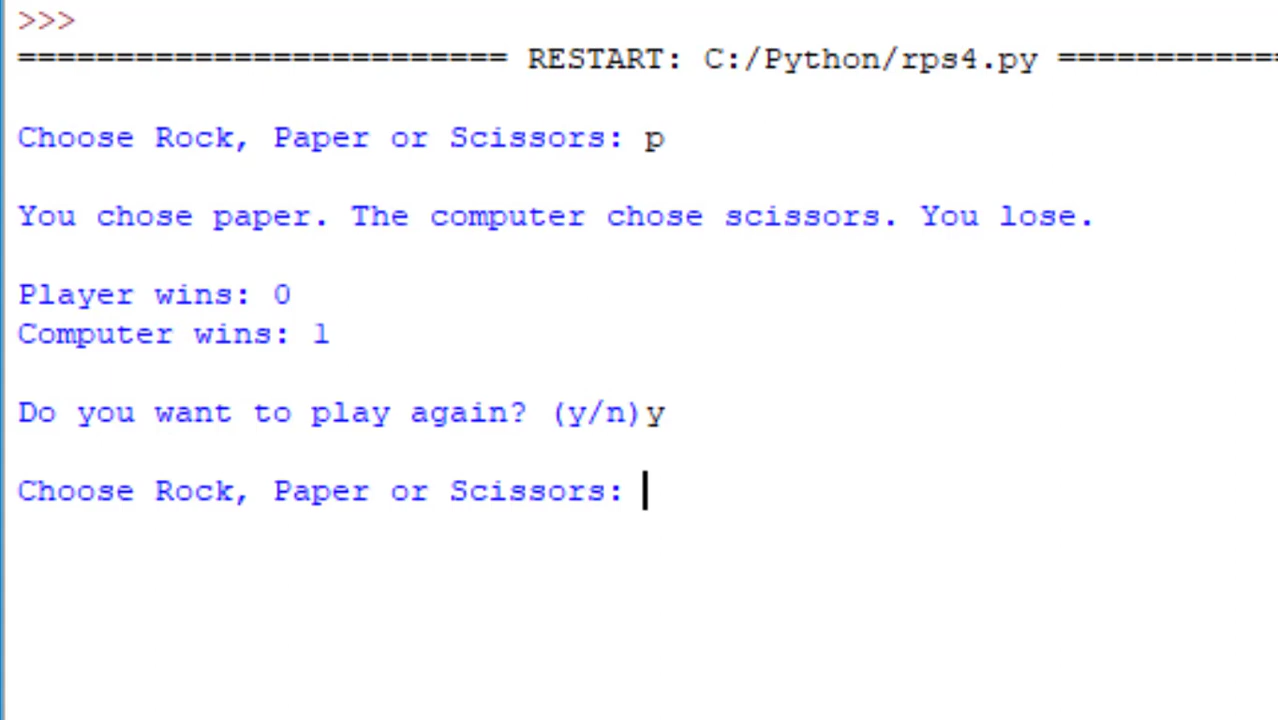 >>>
========================= RESTART: C:/Python/rps4.py ===========
Choose Rock, Paper or Scissors: p
You chose paper. The computer chose scissors. You lose.
Player wins: 0
Computer wins: 1
Do you want to play again? (y/n)y
Choose Rock, Paper or Scissors: